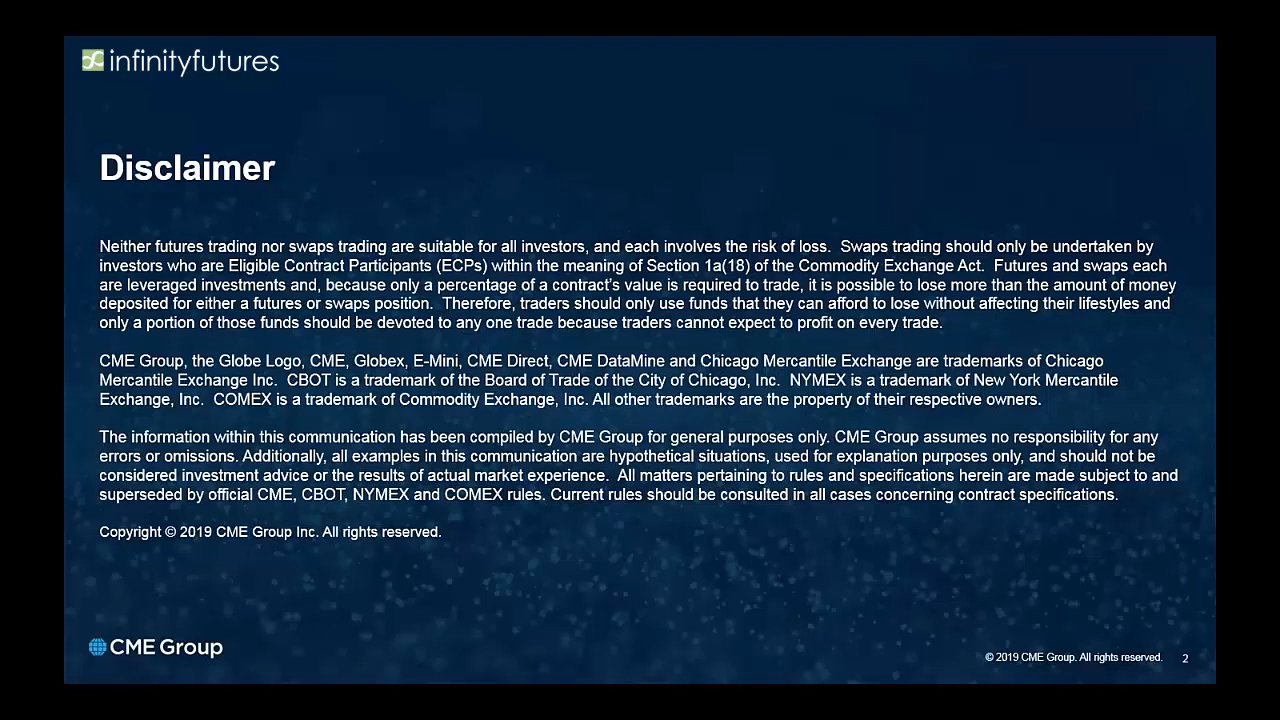 infinityfutures
Disclaimer
Neither futures trading nor swaps trading are suitable for all investors, and each involves the risk of loss.  Swaps trading should only be undertaken by
investors who are Eligible Contract Participants (ECPs) within the meaning of Section 1a(18) of the Commodity Exchange Act.  Futures and swaps each
are leveraged investments and, because only a percentage of a contract's value is required to trade, it is possible to lose more than the amount of money
deposited for either a futures or swaps position.  Therefore, traders should only use funds that they can afford to lose without affecting their lifestyles and
only a portion of those funds should be devoted to any one trade because traders cannot expect to profit on every trade.
CME Group, the Globe Logo, CME, Globex, E-Mini, CME Direct, CME DataMine and Chicago Mercantile Exchange are trademarks of Chicago
Mercantile Exchange Inc.  CBOT is a trademark of the Board of Trade of the City of Chicago, Inc.  NYMEX is a trademark of New York Mercantile
Exchange, Inc.  COMEX is a trademark of Commodity Exchange, Inc. All other trademarks are the property of their respective owners.
The information within this communication has been compiled by CME Group for general purposes only. CME Group assumes no responsibility for any
errors or omissions. Additionally, all examples in this communication are hypothetical situations, used for explanation purposes only, and should not be
considered investment advice or the results of actual market experience.  All matters pertaining to rules and specifications herein are made subject to and
superseded by official CME, CBOT, NYMEX and COMEX rules. Current rules should be consulted in all cases concerning contract specifications.
Copyright © 2019 CME Group Inc. All rights reserved.
CME Group
© 2019 CME Group. All rights reserved. 2